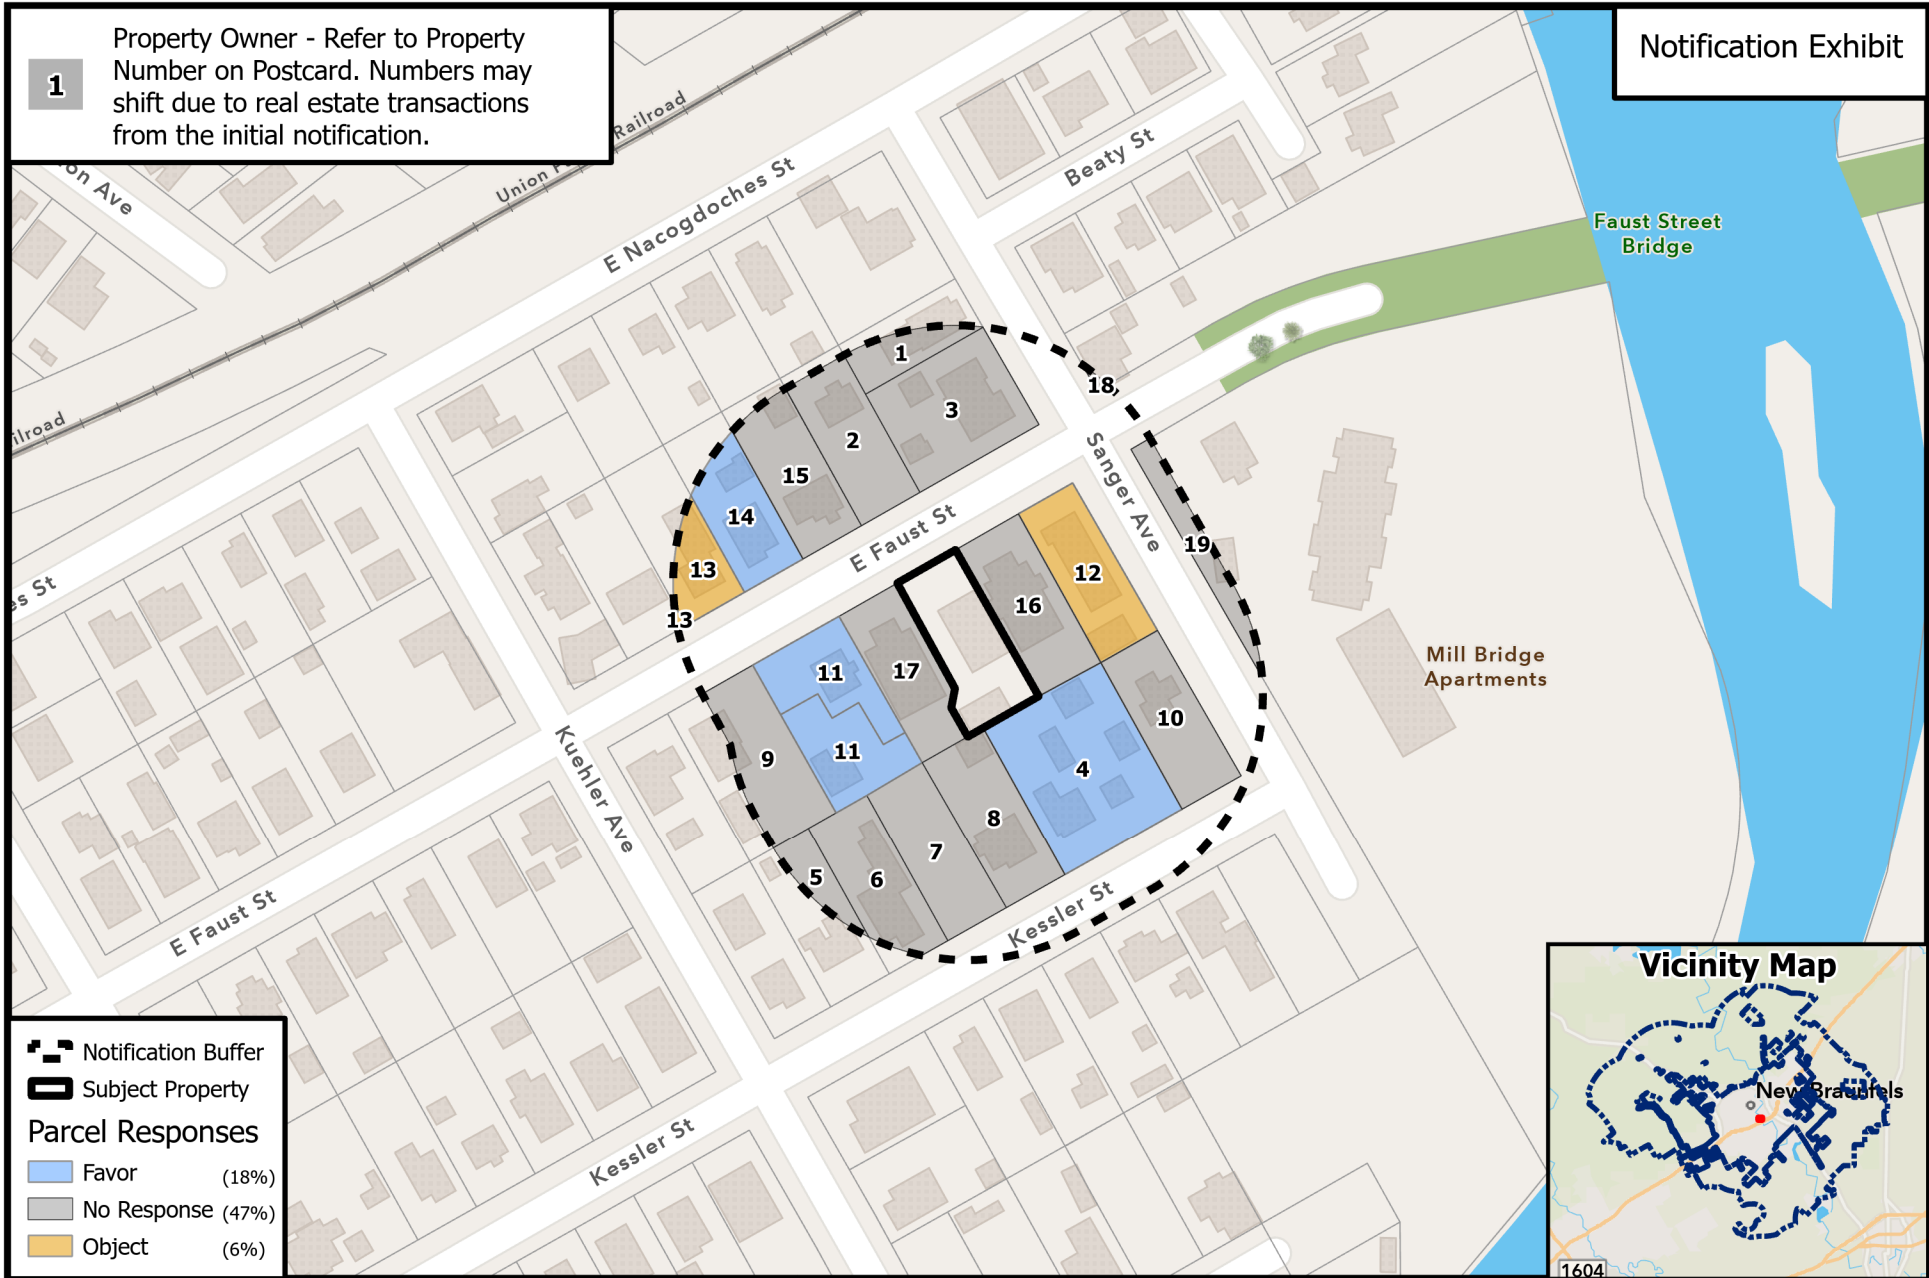 1
Property Owner - Refer to Property
Number on Postcard. Numbers may
shift due to real estate transactions
from the initial notification.
Notification Exhibit
on Ave
Union
Railroad
E Nacogdoches St
Beaty St
Faust Street
Bridge
ilroad
es St
1
18
3
2
15
14
13
13
E Faust St
Sanger Ave
19
12
16
17
11
11
9
10
4
8
7
6
5
Mill Bridge
Apartments
Kuehler Ave
E Faust St
Kessler St
Kessler St
Notification Buffer
Subject Property
Parcel Responses
Favor (18%)
No Response (47%)
Object (6%)
Vicinity Map
New Braunfels
1604